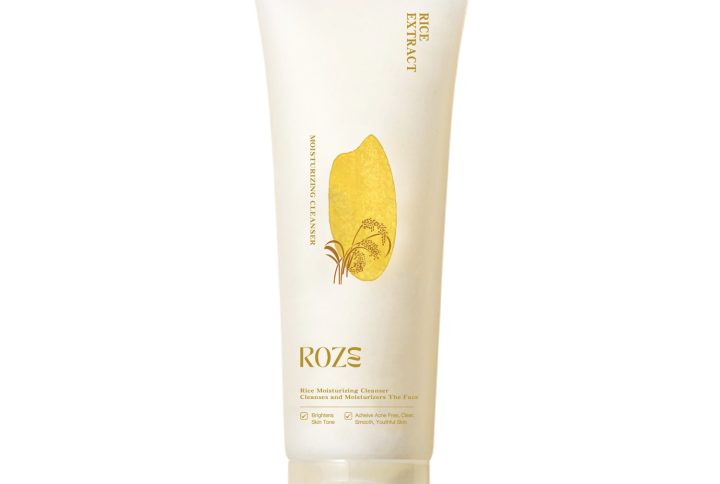 RICE
EXTRACT
MOISTURIZING CLEANSER
ROZE
Rice Moisturizing Cleanser
Cleanses and Moisturizers The Face
Brightens
Skin Tone
Acheive Acne Free, Clear,
Smooth, Youthful Skin